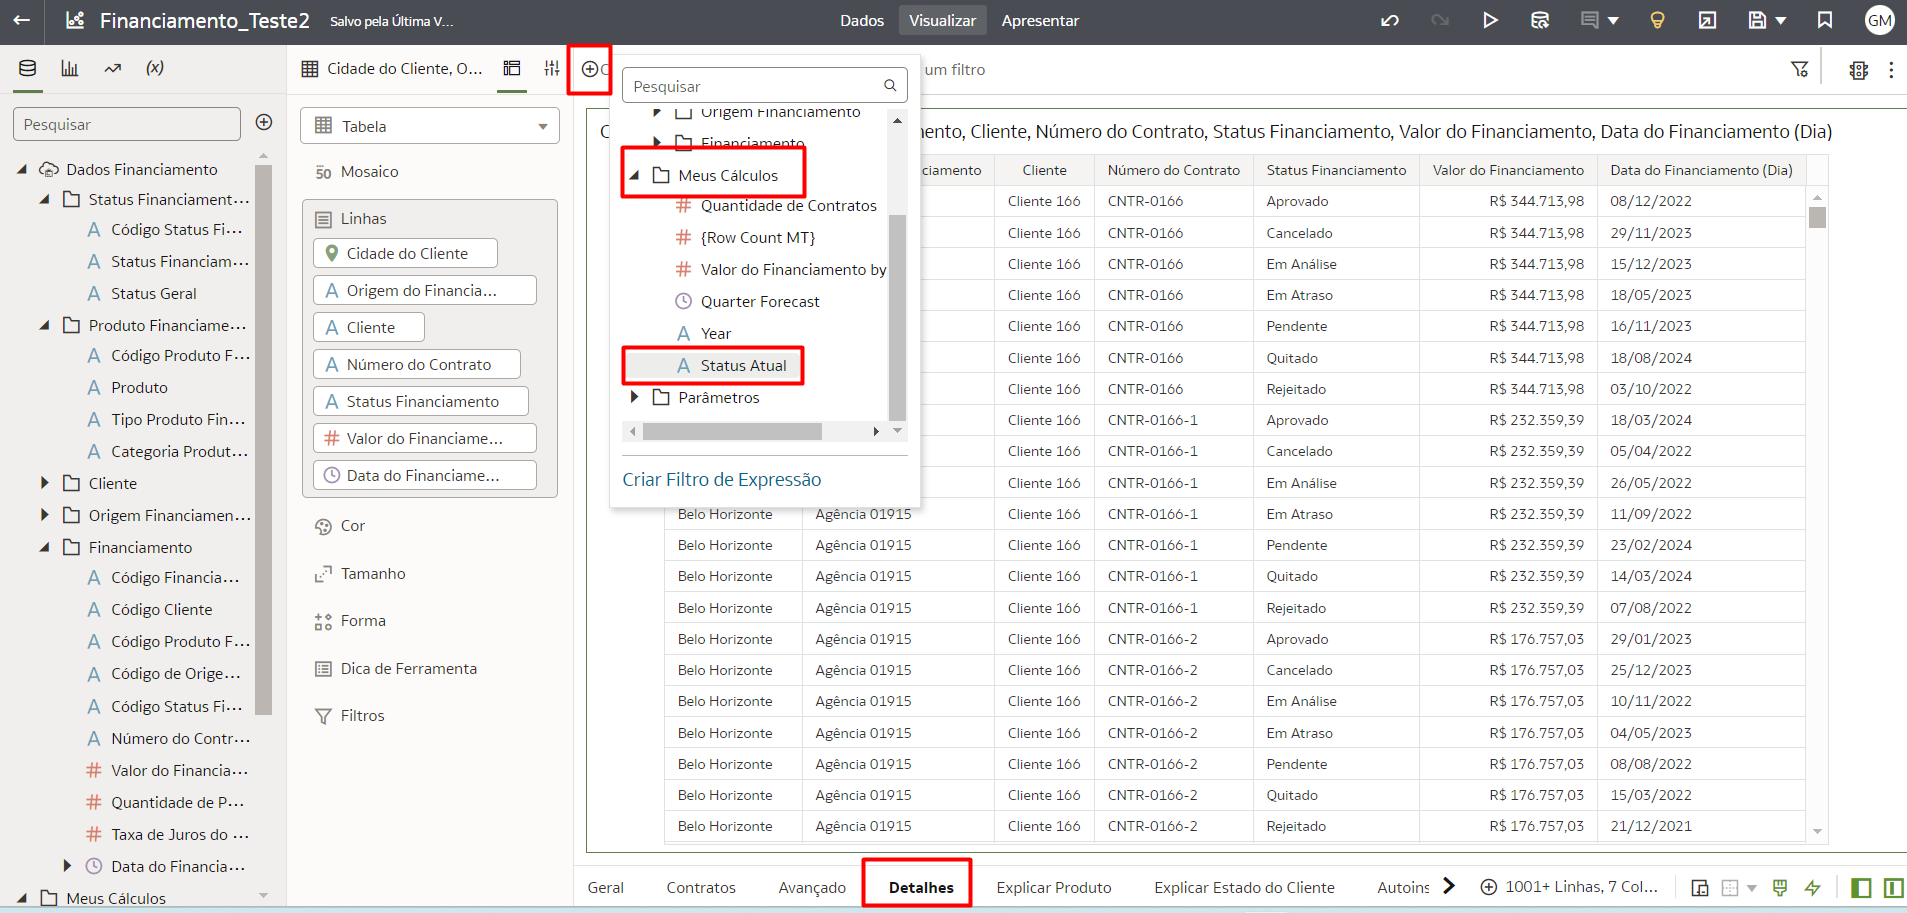 Financiamento_Teste2
Salvo pela Última V...
Dados
Visualizar
Apresentar
GM
(x)
Cidade do Cliente, O...
um filtro
Pesquisar
Dados Financiamento
Status Financiament...
Código Status Fi...
Status Financiam...
Status Geral
Produto Financiame...
Código Produto F...
Produto
Tipo Produto Fin...
Categoria Produt...
Cliente
Origem Financiamen...
Financiamento
Código Financia...
Código Cliente
Código Produto F...
Código de Orige...
Código Status Fi...
Número do Contr...
Valor do Financia...
Quantidade de P...
Taxa de Juros do ...
Data do Financia...
Meus Cálculos
Tabela
50 Mosaico
Linhas
Cidade do Cliente
Origem do Financia...
Cliente
Número do Contrato
Status Financiamento
Valor do Financiame...
Data do Financiame...
Cor
Tamanho
Forma
Dica de Ferramenta
Filtros
Pesquisar
Origem Financiamento
Financiamento
Meus Cálculos
Quantidade de Contratos
{Row Count MT}
Valor do Financiamento by
Quarter Forecast
Year
Status Atual
Parâmetros
Criar Filtro de Expressão
C
ento, Cliente, Número do Contrato, Status Financiamento, Valor do Financiamento, Data do Financiamento (Dia)
ciamento Cliente Número do Contrato Status Financiamento Valor do Financiamento Data do Financiamento (Dia)
Cliente 166 CNTR-0166 Aprovado R$ 344.713,98 08/12/2022
Cliente 166 CNTR-0166 Cancelado R$ 344.713,98 29/11/2023
Cliente 166 CNTR-0166 Em Análise R$ 344.713,98 15/12/2023
Cliente 166 CNTR-0166 Em Atraso R$ 344.713,98 18/05/2023
Cliente 166 CNTR-0166 Pendente R$ 344.713,98 16/11/2023
Cliente 166 CNTR-0166 Quitado R$ 344.713,98 18/08/2024
Cliente 166 CNTR-0166 Rejeitado R$ 344.713,98 03/10/2022
Cliente 166 CNTR-0166-1 Aprovado R$ 232.359,39 18/03/2024
Cliente 166 CNTR-0166-1 Cancelado R$ 232.359,39 05/04/2022
Cliente 166 CNTR-0166-1 Em Análise R$ 232.359,39 26/05/2022
Belo Horizonte Agência 01915 Cliente 166 CNTR-0166-1 Em Atraso R$ 232.359,39 11/09/2022
Belo Horizonte Agência 01915 Cliente 166 CNTR-0166-1 Pendente R$ 232.359,39 23/02/2024
Belo Horizonte Agência 01915 Cliente 166 CNTR-0166-1 Quitado R$ 232.359,39 14/03/2024
Belo Horizonte Agência 01915 Cliente 166 CNTR-0166-1 Rejeitado R$ 232.359,39 07/08/2022
Belo Horizonte Agência 01915 Cliente 166 CNTR-0166-2 Aprovado R$ 176.757,03 29/01/2023
Belo Horizonte Agência 01915 Cliente 166 CNTR-0166-2 Cancelado R$ 176.757,03 25/12/2023
Belo Horizonte Agência 01915 Cliente 166 CNTR-0166-2 Em Análise R$ 176.757,03 10/11/2022
Belo Horizonte Agência 01915 Cliente 166 CNTR-0166-2 Em Atraso R$ 176.757,03 04/05/2023
Belo Horizonte Agência 01915 Cliente 166 CNTR-0166-2 Pendente R$ 176.757,03 08/08/2022
Belo Horizonte Agência 01915 Cliente 166 CNTR-0166-2 Quitado R$ 176.757,03 15/03/2022
Belo Horizonte Agência 01915 Cliente 166 CNTR-0166-2 Rejeitado R$ 176.757,03 21/12/2021
Geral
Contratos
Avançado
Detalhes
Explicar Produto
Explicar Estado do Cliente
Autoins
1001+ Linhas, 7 Col...